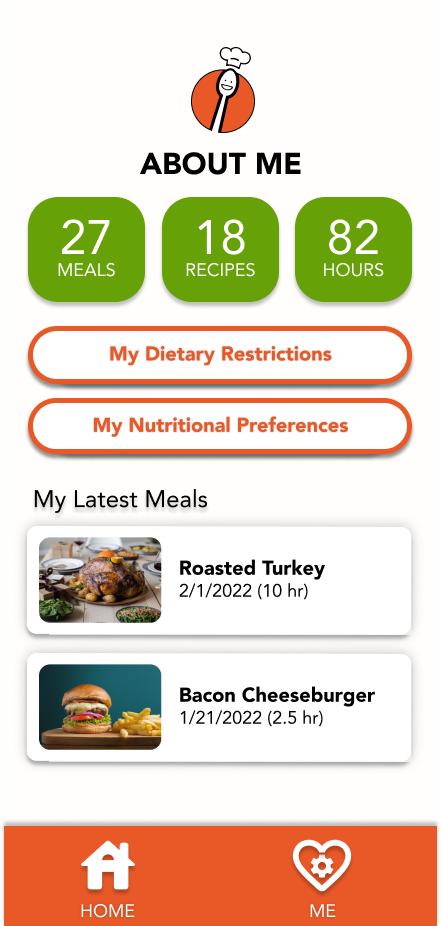 ABOUT ME
27
MEALS
18
RECIPES
82
HOURS
My Dietary Restrictions
My Nutritional Preferences
My Latest Meals
Roasted Turkey
2/1/2022 (10 hr)
Bacon Cheeseburger
1/21/2022 (2.5 hr)
HOME
ME